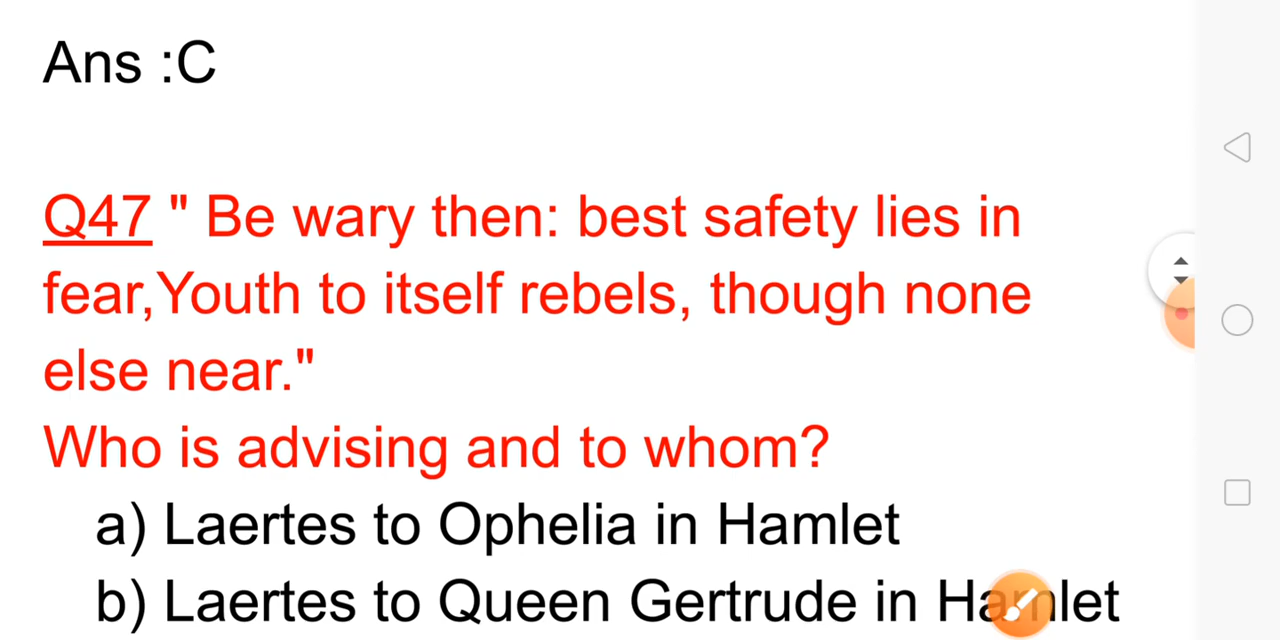 Ans :C
Q47 " Be wary then: best safety lies in
fear,Youth to itself rebels, though none
else near."
Who is advising and to whom?
a) Laertes to Ophelia in Hamlet
b) Laertes to Queen Gertrude in Hamlet